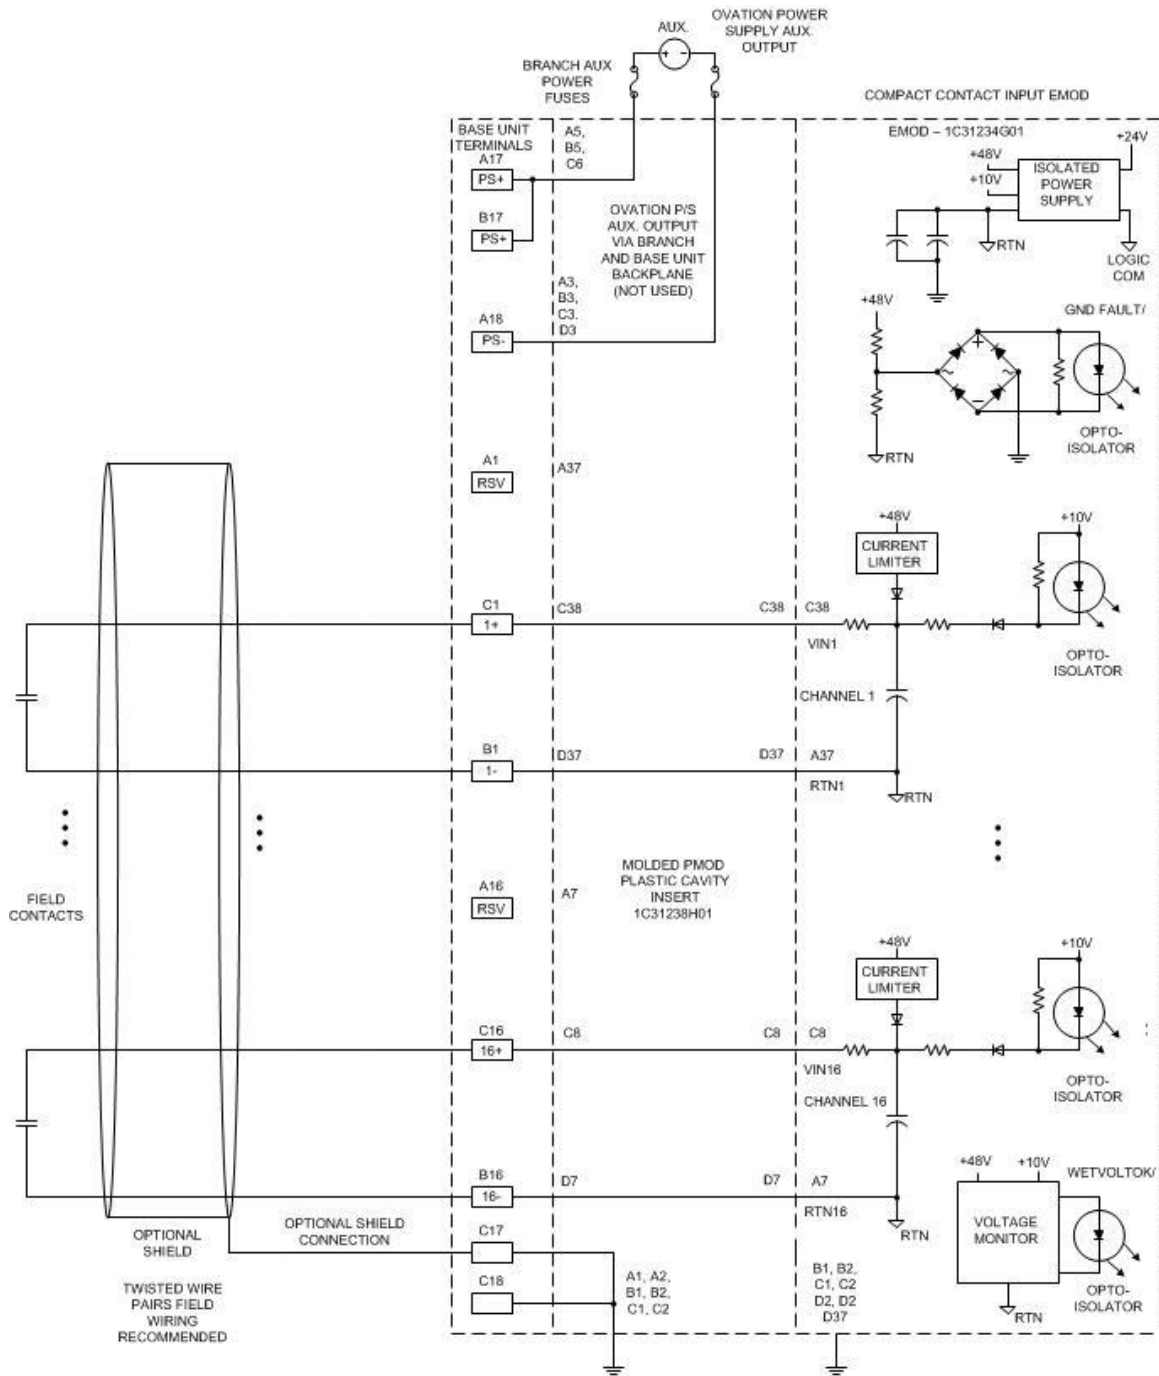 OVATION POWER
SUPPLY AUX.
OUTPUT
AUX.
+ -
BRANCH AUX
POWER
FUSES
COMPACT CONTACT INPUT EMOD
BASE UNIT
TERMINALS
A17
PS+
B17
PS+
A18
PS-
A5,
B5,
C6
OVATION P/S
AUX. OUTPUT
VIA BRANCH
AND BASE UNIT
BACKPLANE
(NOT USED)
A3,
B3,
C3,
D3
EMOD – 1C31234G01
+24V
+48V
+10V
ISOLATED
POWER
SUPPLY
RTN
LOGIC
COM
+48V
GND FAULT/
+
~ ~
−
OPTO-
ISOLATOR
RTN
A1
RSV
A37
+48V
CURRENT
LIMITER
+10V
C1
1+
C38
C38
C38
VIN1
OPTO-
ISOLATOR
CHANNEL 1
B1
1-
D37
D37
A37
RTN1
RTN
FIELD
CONTACTS
MOLDED PMOD
PLASTIC CAVITY
INSERT
1C31238H01
A16
RSV
A7
+48V
CURRENT
LIMITER
+10V
C16
16+
C8
C8
C8
VIN16
OPTO-
ISOLATOR
CHANNEL 16
B16
16-
D7
D7
A7
RTN16
RTN
+48V
+10V
WETVOLTOK/
VOLTAGE
MONITOR
OPTO-
ISOLATOR
RTN
OPTIONAL
SHIELD
OPTIONAL SHIELD
CONNECTION
C17
C18
A1, A2,
B1, B2,
C1, C2
B1, B2,
C1, C2
D2, D2
D37
TWISTED WIRE
PAIRS FIELD
WIRING
RECOMMENDED